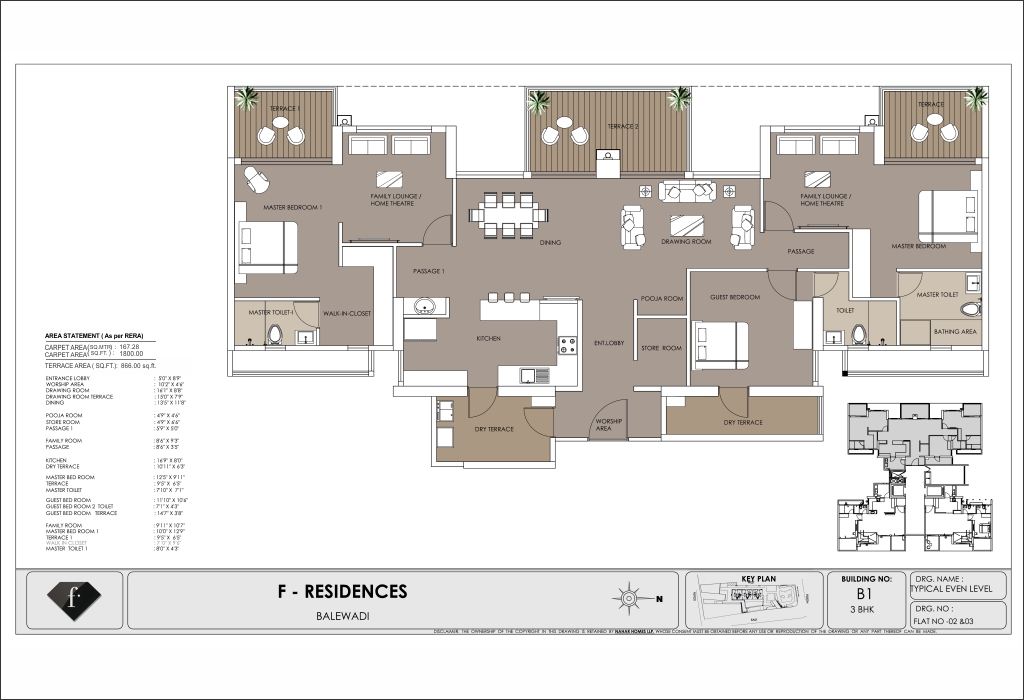 TERRACE 1
TERRACE 2
TERRACE
FAMILY LOUNGE /
HOME THEATRE
MASTER BEDROOM 1
FAMILY LOUNGE /
HOME THEATRE
DINING
DRAWING ROOM
PASSAGE
MASTER BEDROOM
PASSAGE 1
MASTER TOILET-I
WALK-IN-CLOSET
KITCHEN
ENT.LOBBY
POOJA ROOM
STORE ROOM
GUEST BEDROOM
TOILET
MASTER TOILET
BATHING AREA
DRY TERRACE
WORSHIP
AREA
DRY TERRACE
AREA STATEMENT ( As per RERA)
CARPET AREA(SQ.MTR) : 167.28
CARPET AREA( SQ.FT. ) : 1800.00
TERRACE AREA ( SQ.FT.): 866.00 sq.ft.
ENTRANCE LOBBY : 5'0" X 8'9"
WORSHIP AREA : 10'2" X 4'6"
DRAWING ROOM : 16'1" X 8'8"
DRAWING ROOM TERRACE : 15'0" X 7'9"
DINING : 13'5" X 11'8"
POOJA ROOM : 4'9" X 4'6"
STORE ROOM : 4'9" X 6'6"
PASSAGE 1 : 5'9" X 5'0"
FAMILY ROOM : 8'6" X 9'3"
PASSAGE : 8'6" X 3'5"
KITCHEN : 16'9" X 8'0"
DRY TERRACE : 10'11" X 6'3"
MASTER BED ROOM : 12'5" X 9'11"
TERRACE : 9'5" X 6'5"
MASTER TOILET : 7'10" X 7'1"
GUEST BED ROOM : 11'10" X 10'6"
GUEST BED ROOM 2 TOILET : 7'1" X 4'3"
GUEST BED ROOM TERRACE : 14'7" X 3'8"
FAMILY ROOM : 9'11" X 10'7"
MASTER BED ROOM 1 : 10'0" X 12'9"
TERRACE 1 : 9'5" X 6'5"
WALK IN CLOSET : 7'0" X 9'6"
MASTER TOILET 1 : 8'0" X 4'3"
f
F - RESIDENCES
BALEWADI
N
KEY PLAN
BUILDING NO:
B1
3 BHK
DRG. NAME :
TYPICAL EVEN LEVEL
DRG. NO :
FLAT NO -02 &03
DISCLAIMER: THE OWNERSHIP OF THE COPYRIGHT IN THIS DRAWING IS RETAINED BY NAHAR HOMES LLP. WHOSE CONSENT MUST BE OBTAINED BEFORE ANY USE OR REPRODUCTION OF THE DRAWING OR ANY PART THEREOF CAN BE MADE.